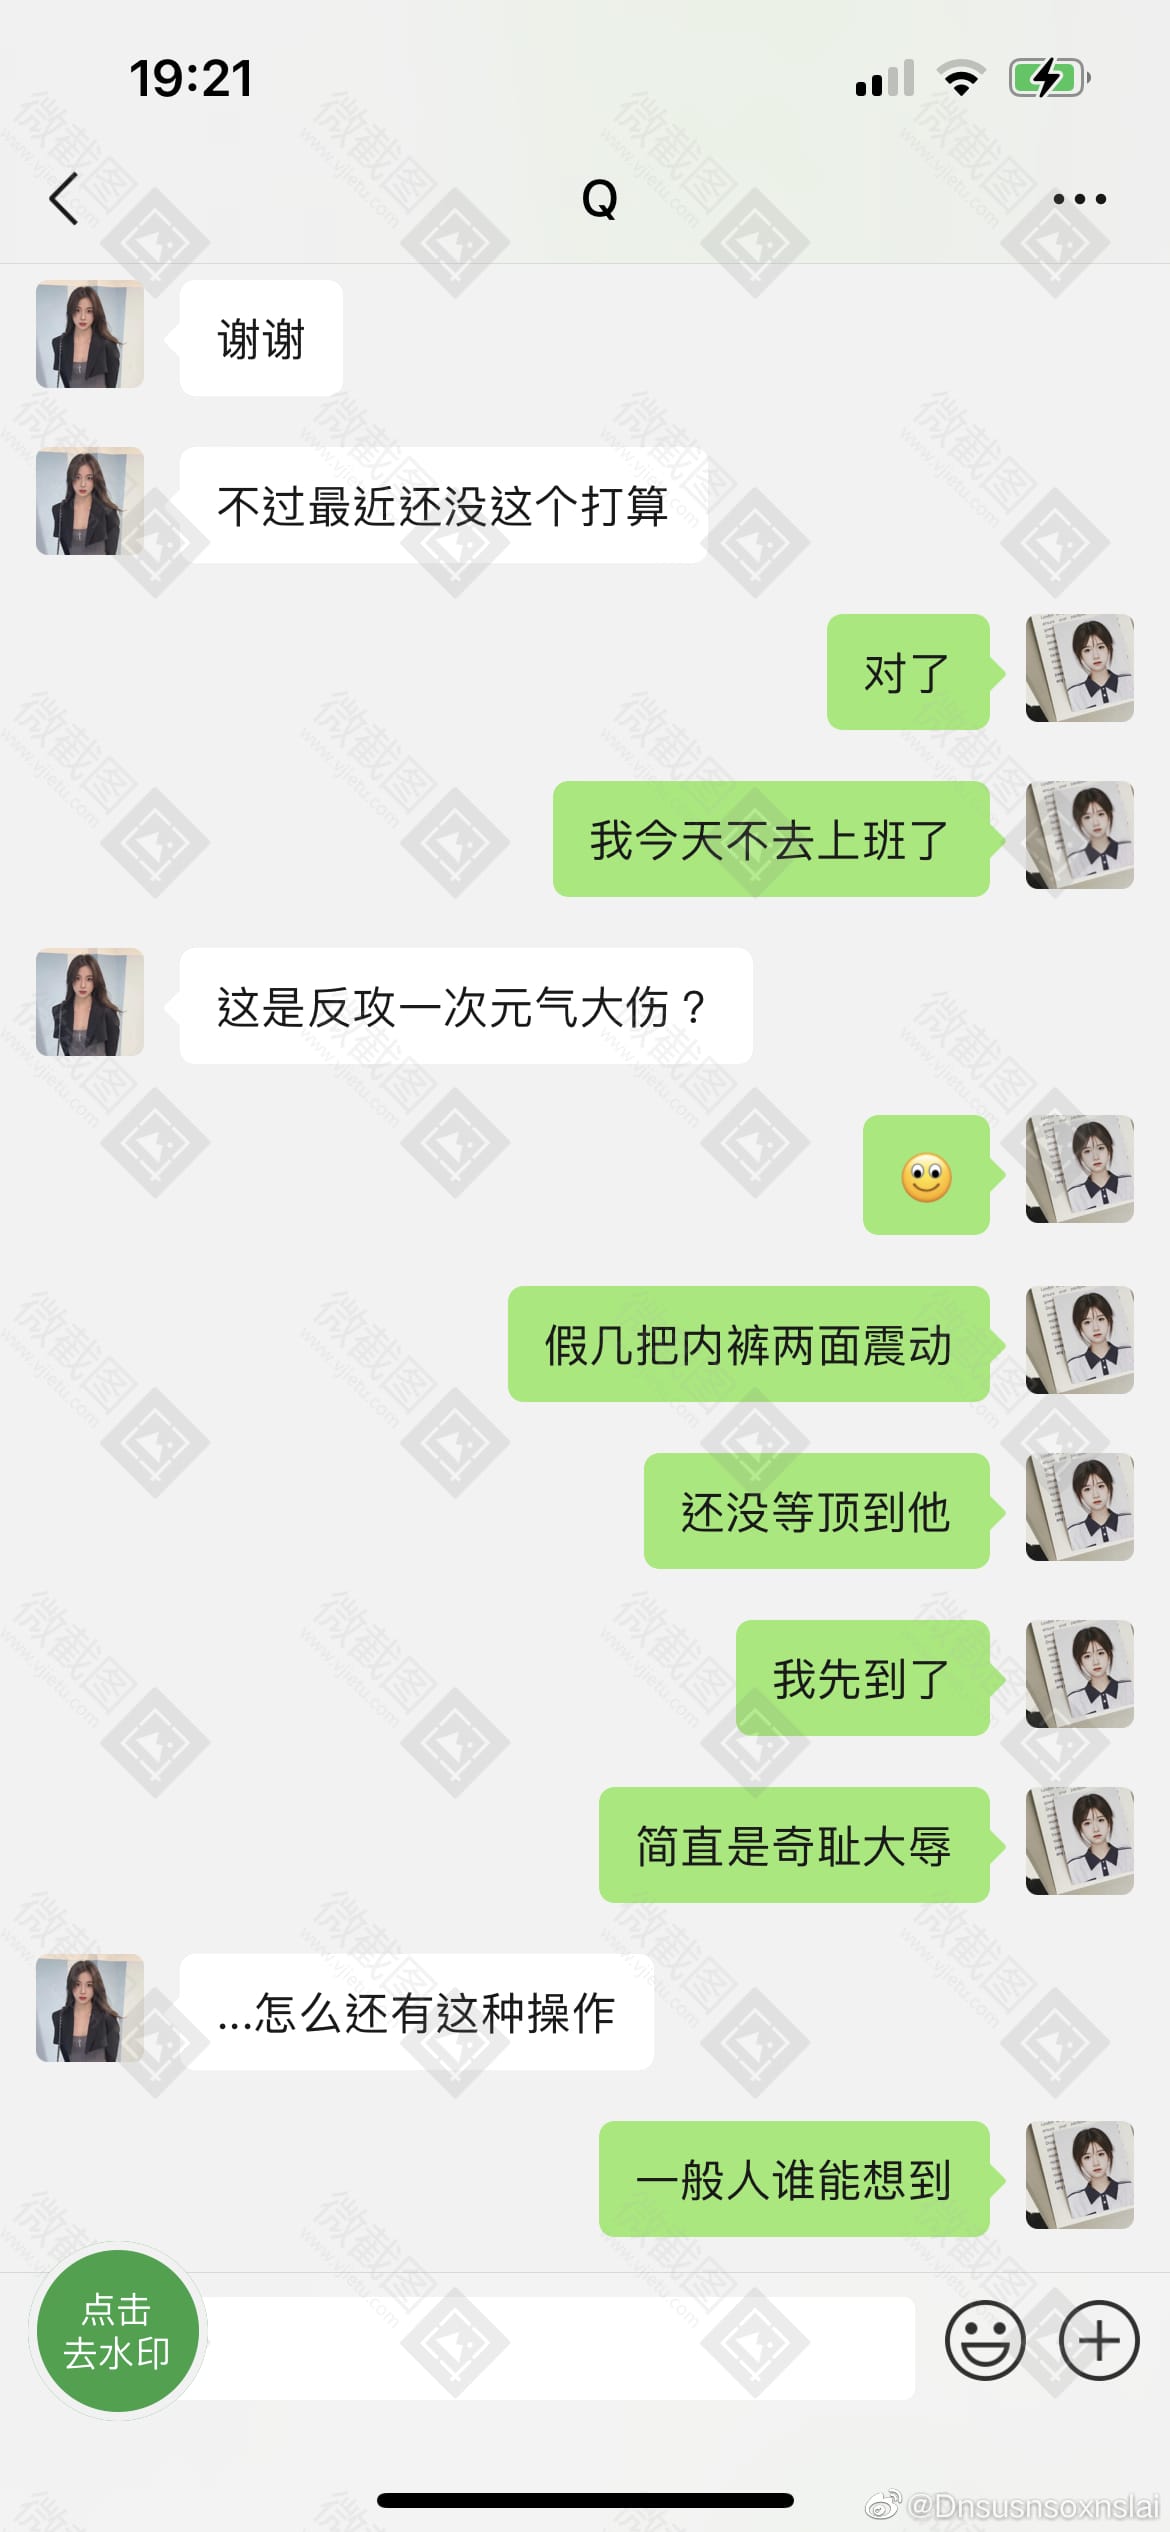 19:21
Q
谢谢
不过最近还没这个打算
对了
我今天不去上班了
这是反攻一次元气大伤？
假几把内裤两面震动
还没等顶到他
我先到了
简直是奇耻大辱
...怎么还有这种操作
一般人谁能想到
点击
去水印
@Dnsusnsoxnslai
微截图
www.vjietu.com